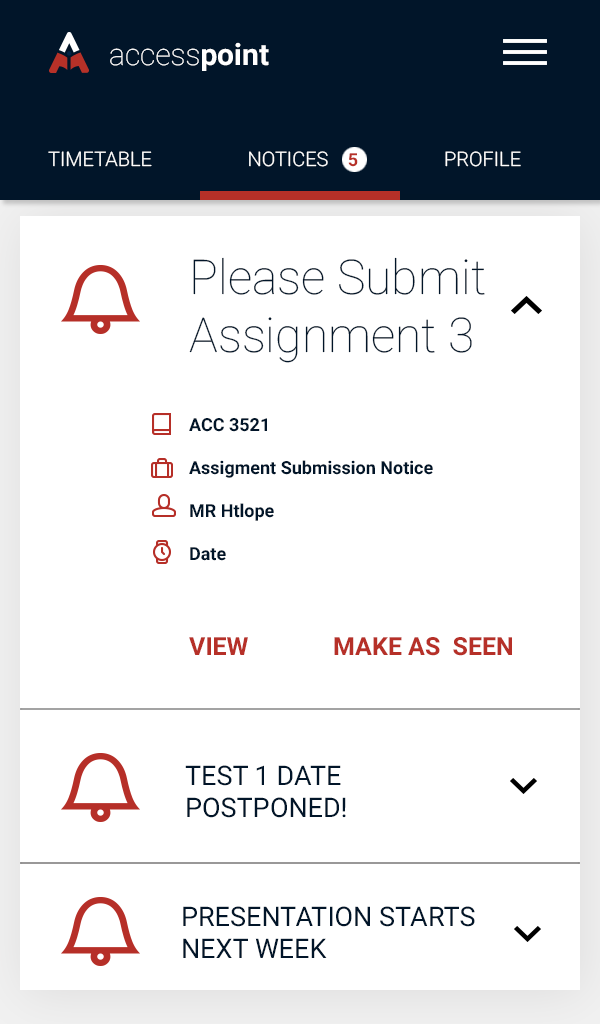 accesspoint
TIMETABLE
NOTICES 5
PROFILE
Please Submit
Assignment 3
ACC 3521
Assigment Submission Notice
MR Htlope
Date
VIEW
MAKE AS SEEN
TEST 1 DATE
POSTPONED!
PRESENTATION STARTS
NEXT WEEK